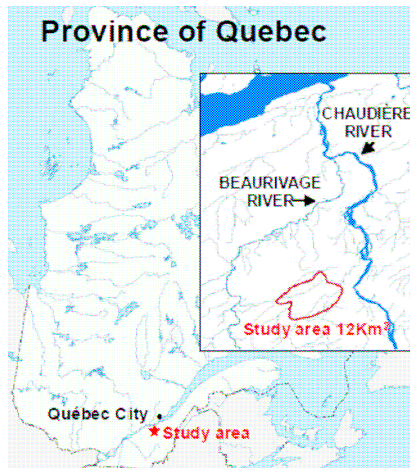 Province of Quebec
CHAUDIÈRE
RIVER
BEAURIVAGE
RIVER
Study area 12Km²
Québec City
Study area